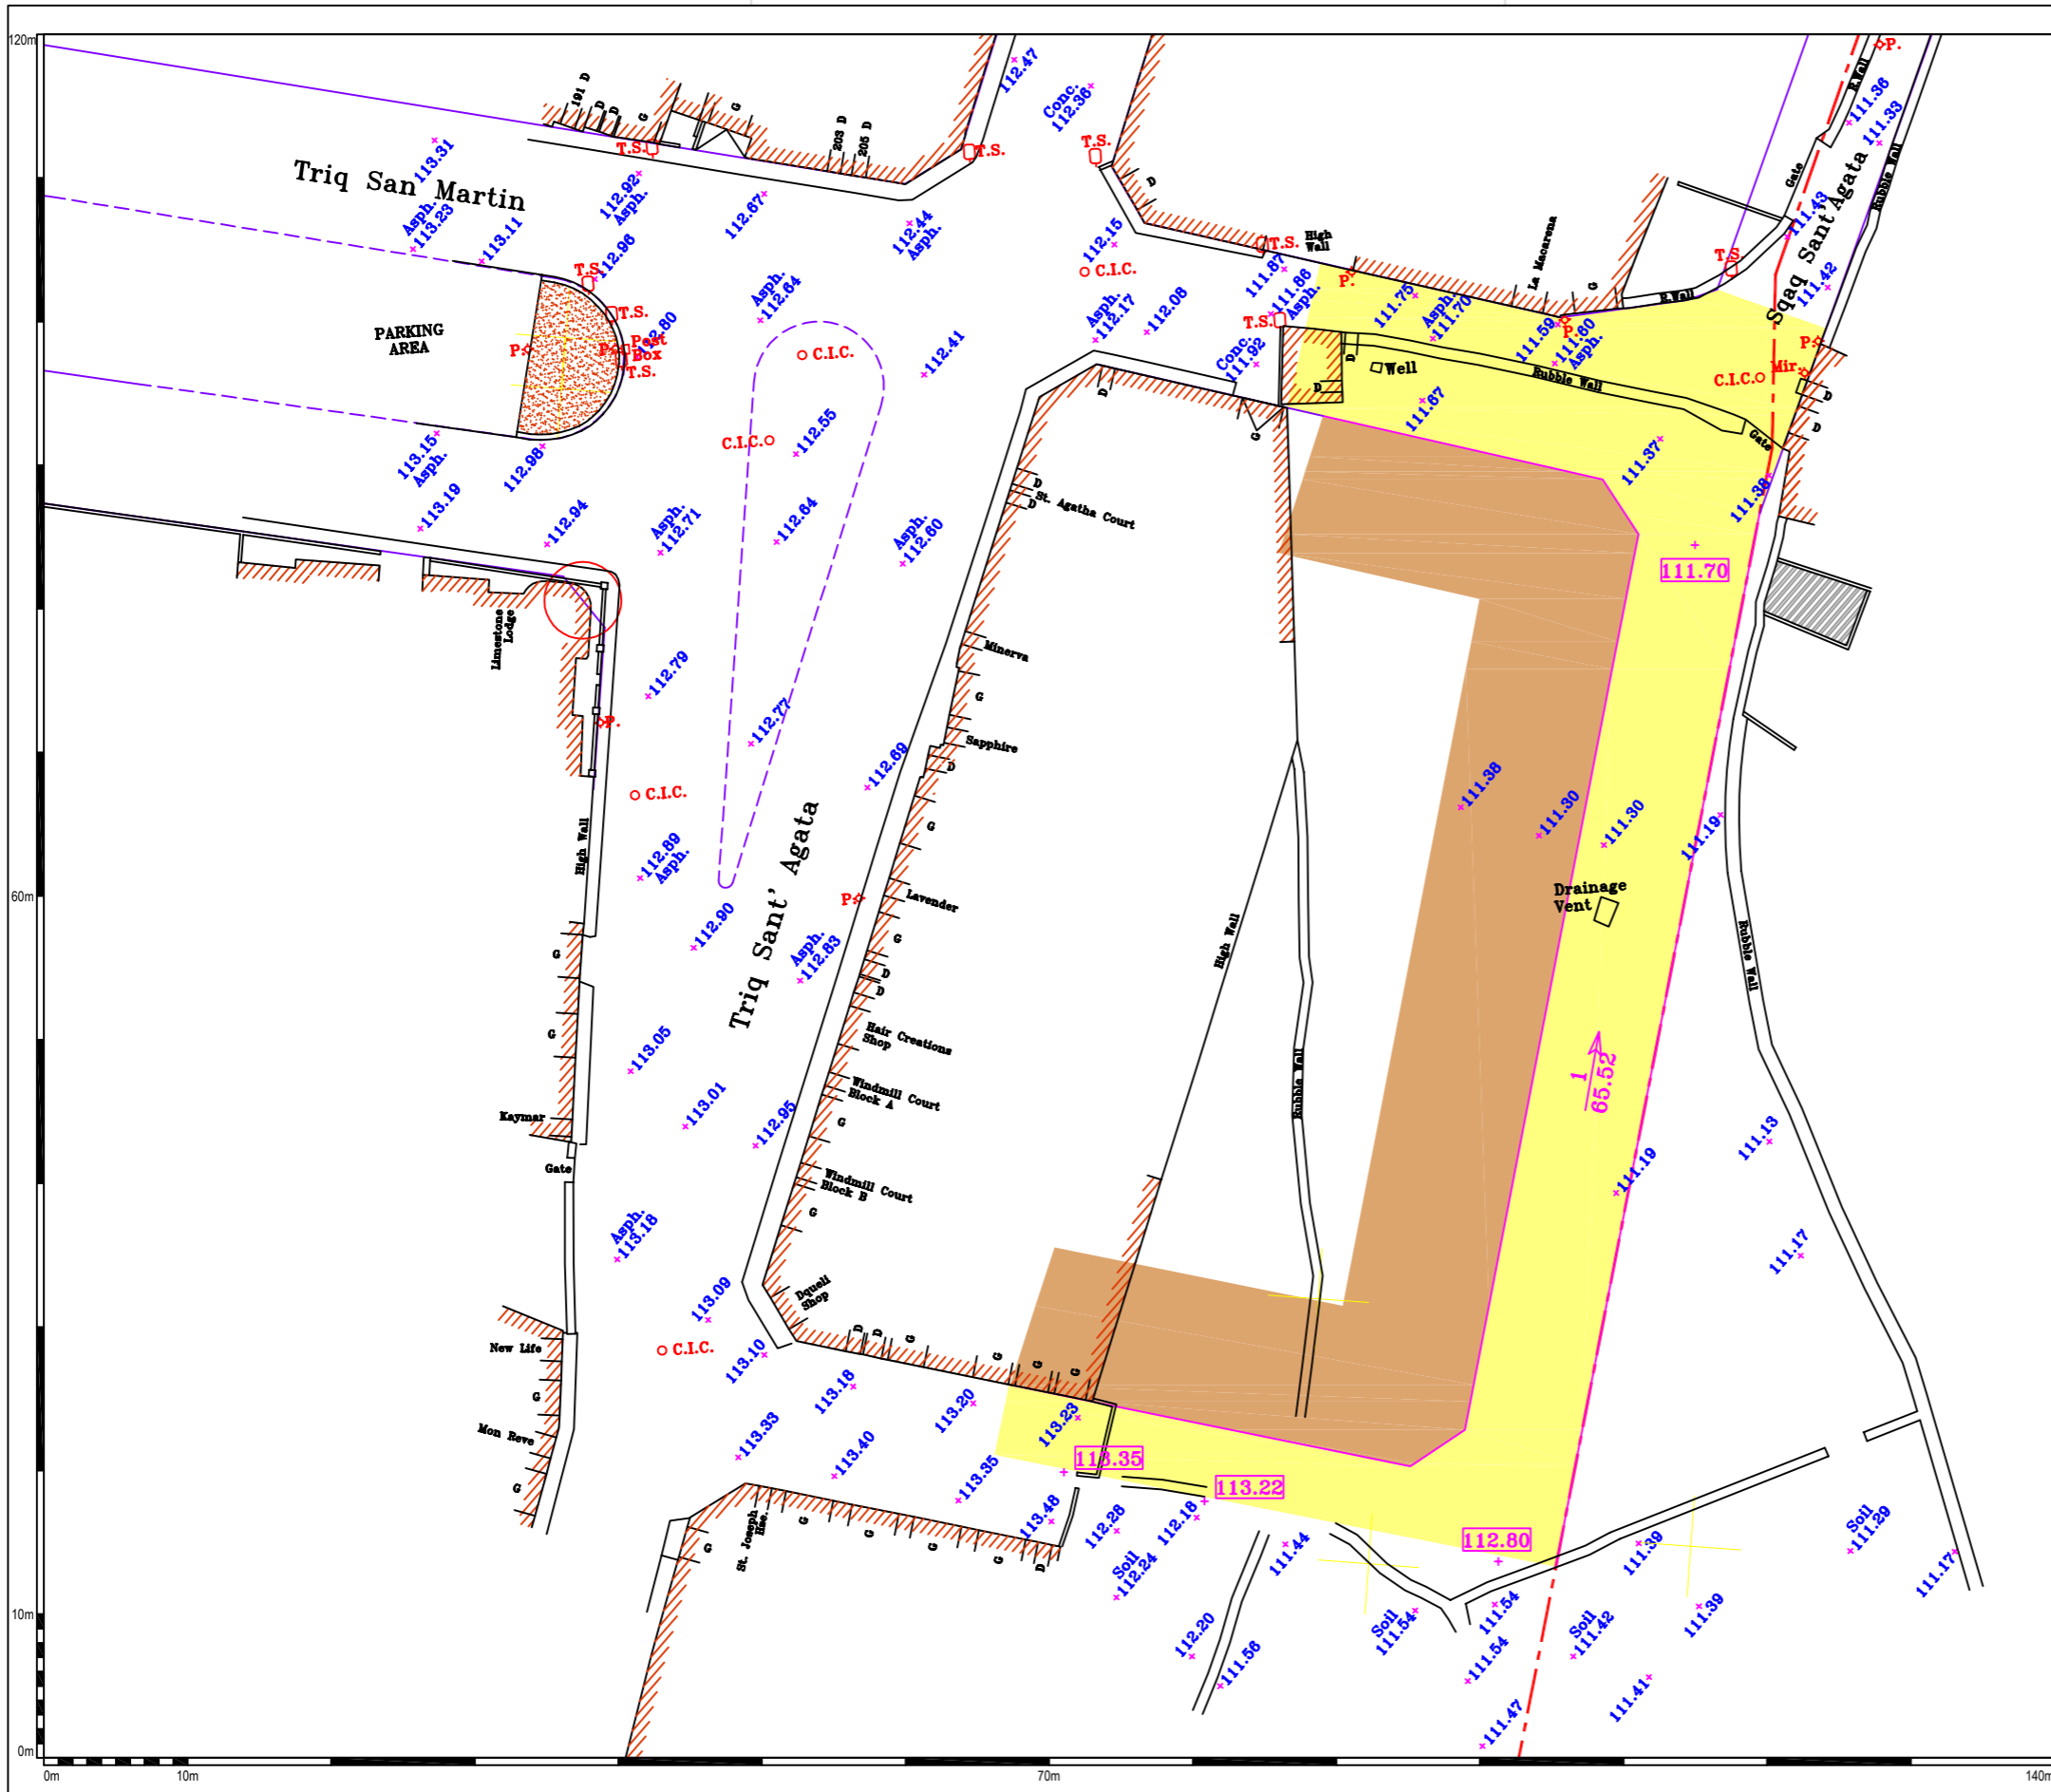 120m
60m
10m
0m
0m
10m
70m
140m
Triq San Martin
113.31
Asph.
113.23
113.11
191 D
D
D
G
G
203 D
205 D
T.S.
T.S.
T.S.
112.47
Conc.
112.36
112.92
Asph.
112.67
112.96
T.S.
T.S.
112.80
Post
Box
T.S.
P.
P.
PARKING
AREA
112.44
Asph.
Asph.
112.64
C.I.C.
112.41
112.15
C.I.C.
Asph.
112.17
112.08
D
T.S.
High
Wall
111.87
111.86
Asph.
T.S.
Conc.
111.92
P.
111.75
Asph.
111.70
La Macarena
G
P.
111.59
111.60
Asph.
R.Wall
T.S.
Gate
R.Wall
P.
111.36
111.33
Rubble Wall
111.43
Sqaq Sant'Agata
111.42
P.
Mir.
C.I.C.
D
D
Gate
D
D
Well
Rubble Wall
111.67
111.37
111.38
111.70
113.15
Asph.
113.19
112.98
112.94
C.I.C.
112.55
112.64
Asph.
112.71
Asph.
112.60
D
G
D
St. Agatha Court
D
Limestone
Lodge
112.79
P.
112.77
112.69
Minerva
G
Sapphire
D
G
C.I.C.
High Wall
112.89
Asph.
112.90
P.
Asph.
112.83
Triq Sant' Agata
Lavender
G
D
D
Hair Creations
Shop
Windmill Court
Block A
G
Windmill Court
Block B
G
G
G
113.05
113.01
112.95
Kaymar
Gate
Asph.
113.18
113.09
C.I.C.
113.10
Dqueli
Shop
D
D
G
G
G
G
New Life
G
Mon Reve
G
113.33
113.18
113.40
113.20
113.35
113.23
113.35
113.22
112.80
113.48
112.28
112.18
Soil
112.24
111.44
112.20
111.56
St. Joseph
Hse.
G
G
G
G
G
D
High Wall
Rubble Wall
111.38
111.30
111.30
111.19
Drainage
Vent
Rubble Wall
1
65.52
111.19
111.13
111.17
Soil
111.54
111.54
111.54
111.47
Soil
111.42
111.41
111.39
111.39
Soil
111.29
111.17